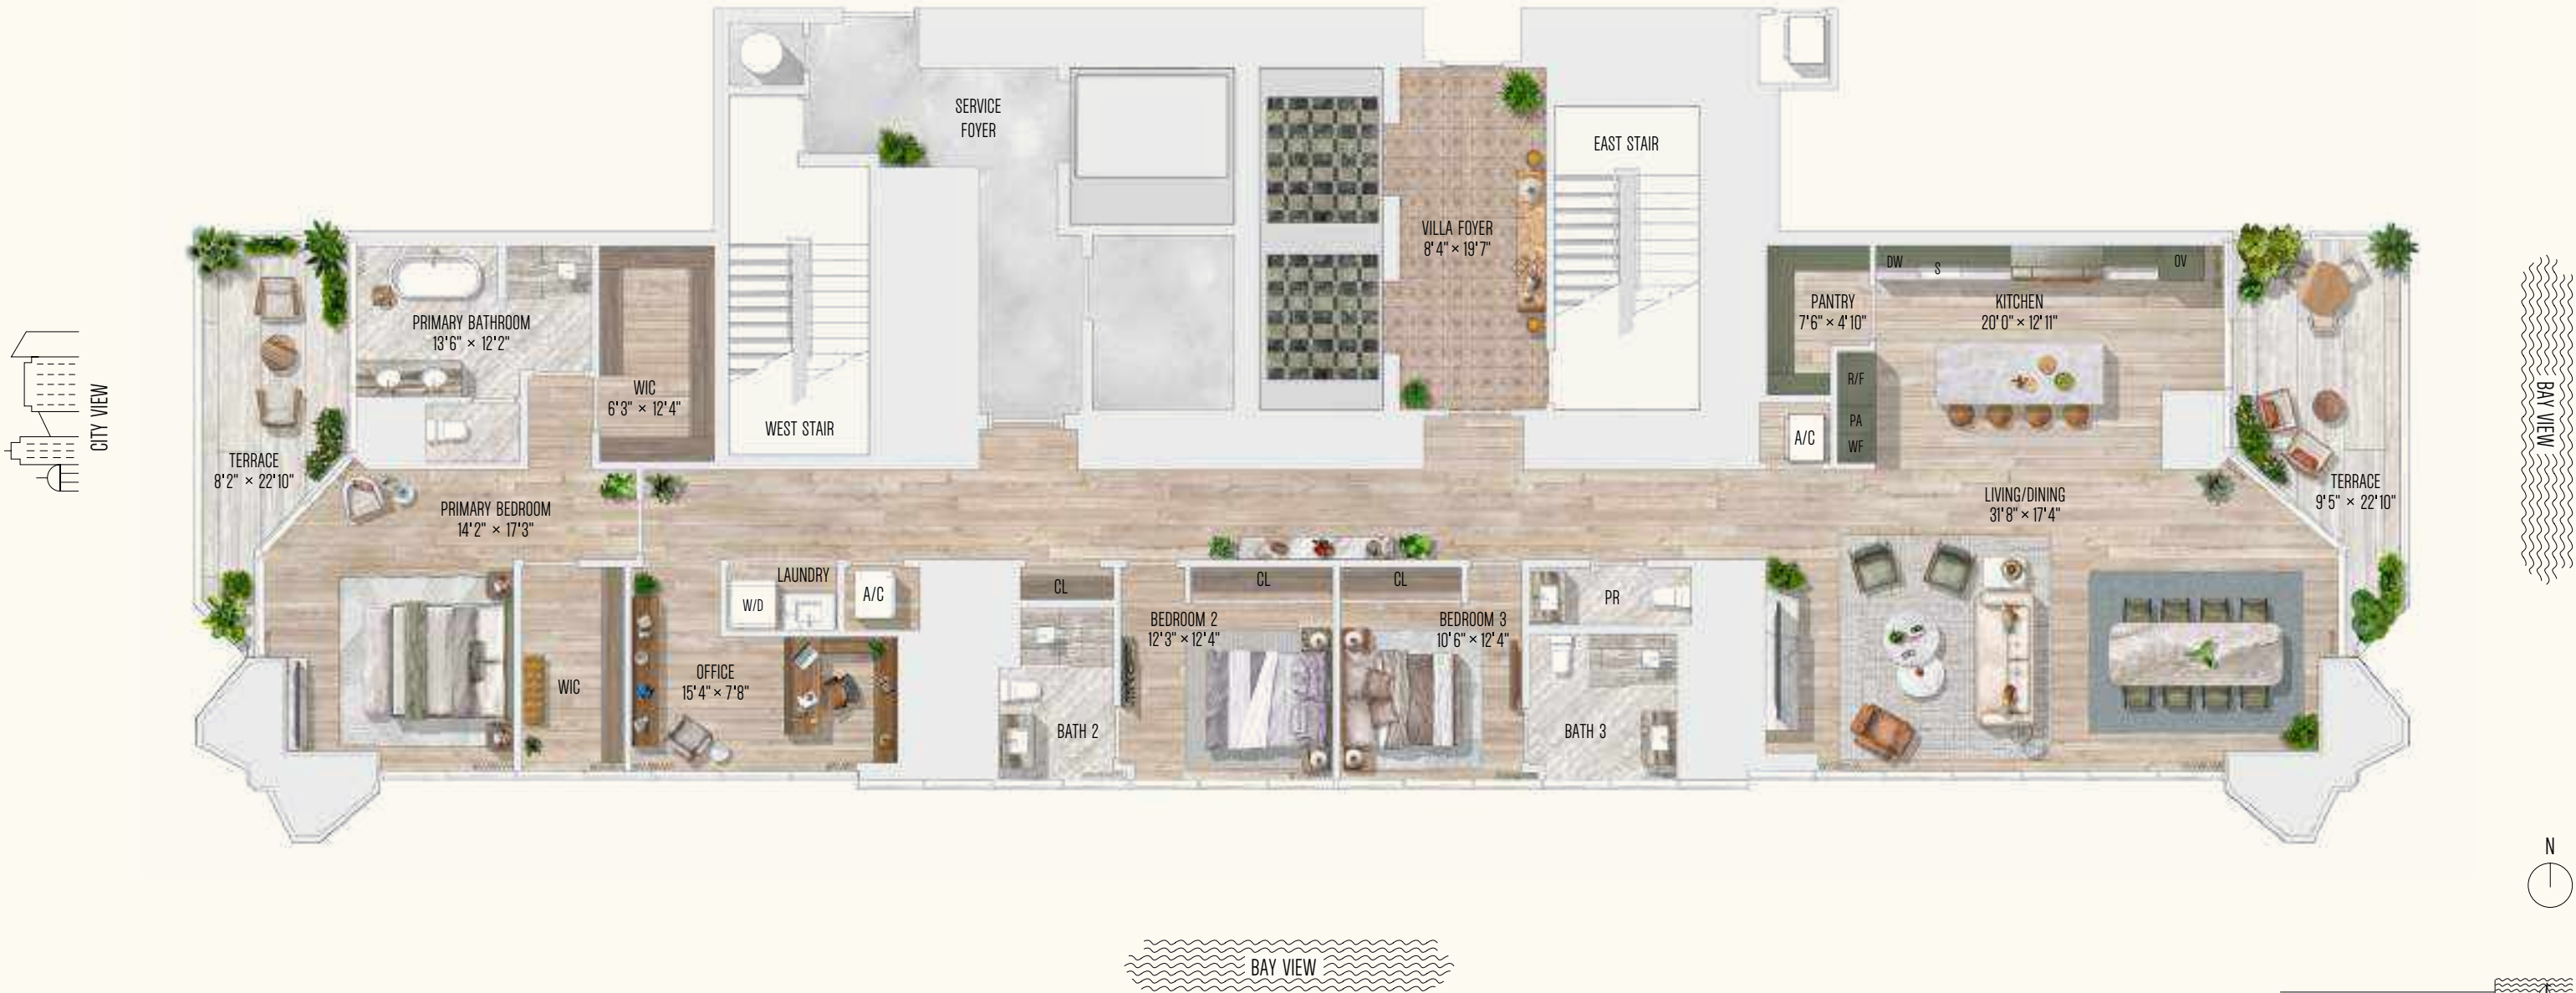 SERVICE
FOYER
EAST STAIR
VILLA FOYER
8'4" × 19'7"
WEST STAIR
CITY VIEW
TERRACE
8'2" × 22'10"
PRIMARY BATHROOM
13'6" × 12'2"
WIC
6'3" × 12'4"
PRIMARY BEDROOM
14'2" × 17'3"
WIC
OFFICE
15'4" × 7'8"
LAUNDRY
W/D
A/C
CL
BATH 2
BEDROOM 2
12'3" × 12'4"
CL
CL
BEDROOM 3
10'6" × 12'4"
PR
BATH 3
PANTRY
7'6" × 4'10"
DW
S
OV
KITCHEN
20'0" × 12'11"
R/F
PA
WF
A/C
LIVING/DINING
31'8" × 17'4"
TERRACE
9'5" × 22'10"
BAY VIEW
N
BAY VIEW